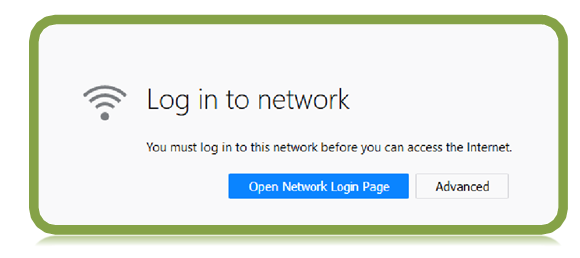 Log in to network
You must log in to this network before you can access the Internet.
Open Network Login Page Advanced